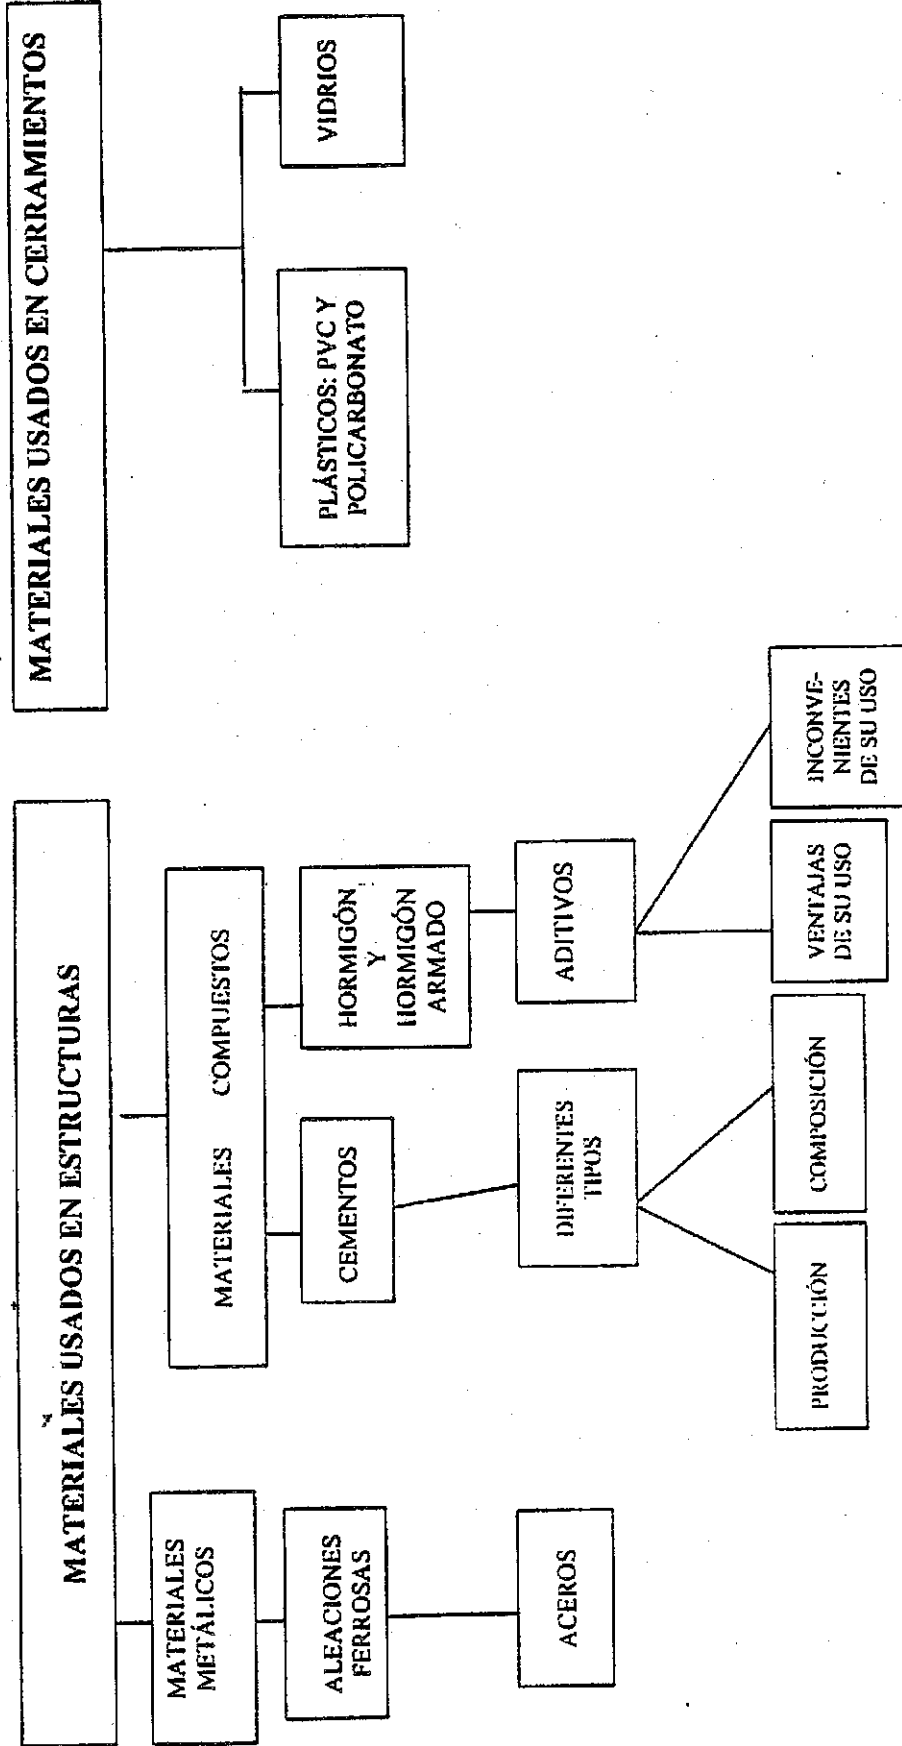 MATERIALES USADOS EN ESTRUCTURAS
MATERIALES USADOS EN CERRAMIENTOS
MATERIALES
METÁLICOS
MATERIALES COMPUESTOS
PLÁSTICOS: PVC Y
POLICARBONATO
VIDRIOS
ALEACIONES
FERROSAS
CEMENTOS
HORMIGÓN
Y
HORMIGÓN
ARMADO
ACEROS
DIFERENTES
TIPOS
ADITIVOS
PRODUCCIÓN
COMPOSICIÓN
VENTAJAS
DE SU USO
INCONVE-
NIENTES
DE SU USO